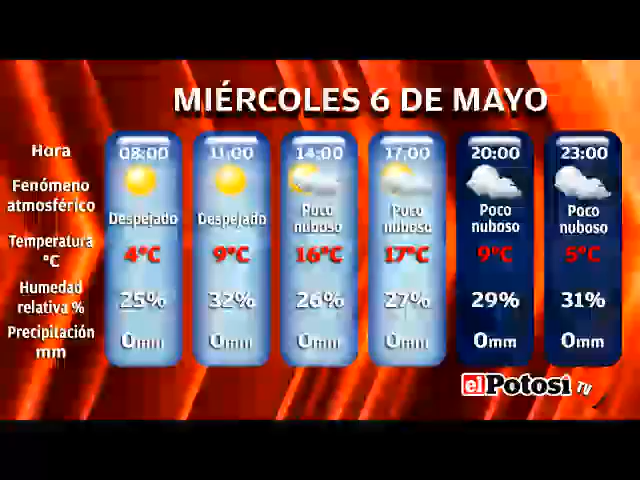 MIÉRCOLES 6 DE MAYO
Hora 08:00 11:00 14:00 17:00 20:00 23:00
Fenómeno atmosférico Despejado Despejado Poco nuboso Poco nuboso Poco nuboso Poco nuboso
Temperatura °C 4°C 9°C 16°C 17°C 9°C 5°C
Humedad relativa % 25% 32% 26% 27% 29% 31%
Precipitación mm 0mm 0mm 0mm 0mm 0mm 0mm
el Potosí TV